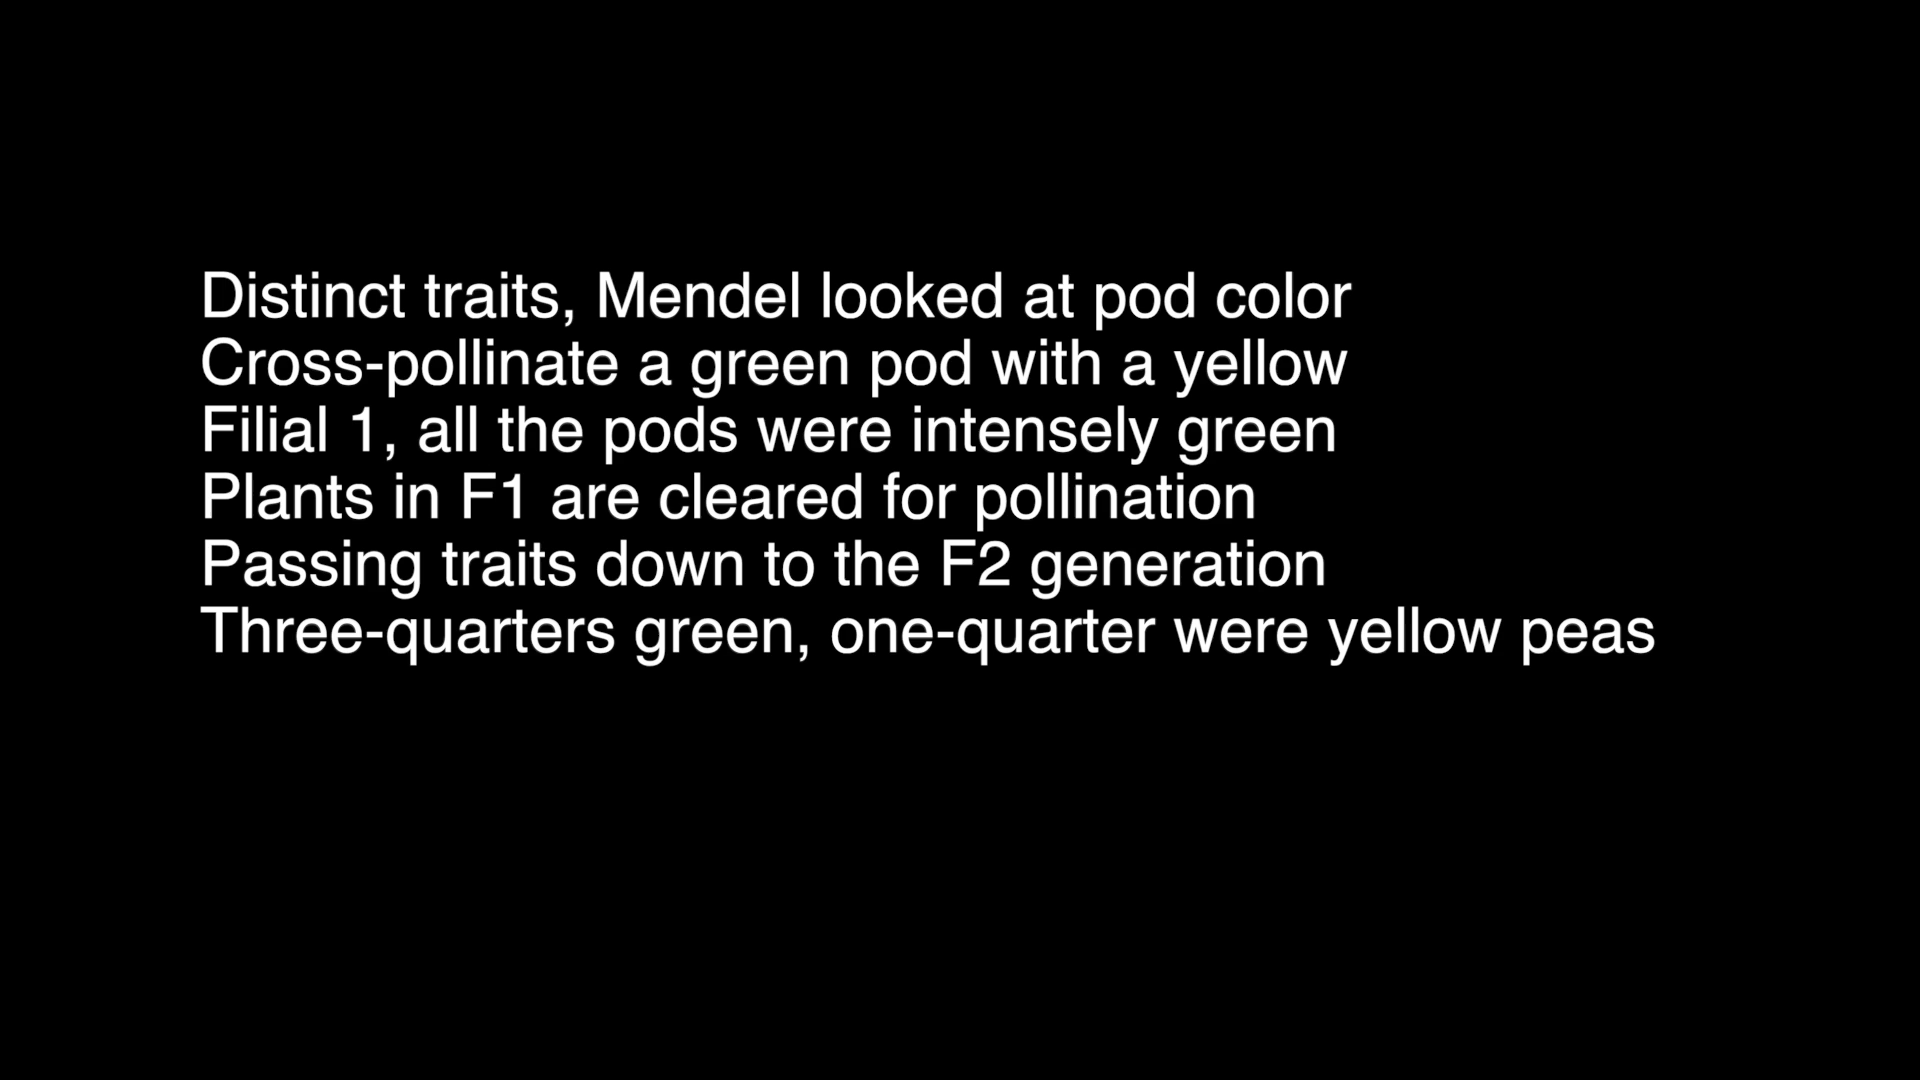 Distinct traits, Mendel looked at pod color
Cross-pollinate a green pod with a yellow
Filial 1, all the pods were intensely green
Plants in F1 are cleared for pollination
Passing traits down to the F2 generation
Three-quarters green, one-quarter were yellow peas